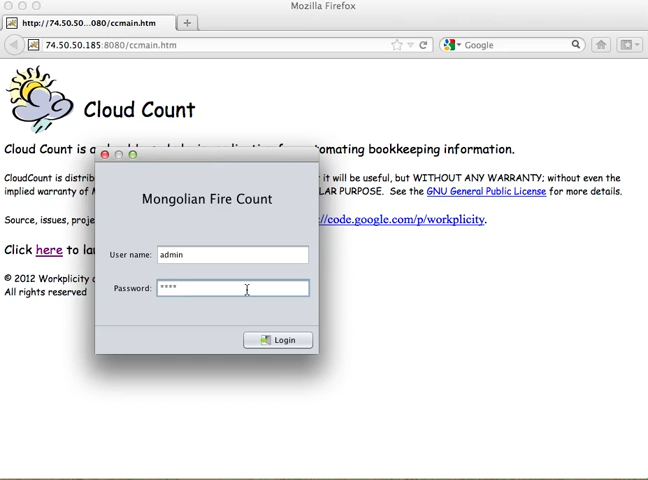 Mozilla Firefox
http://74.50.50...080/ccmain.htm
74.50.50.185:8080/ccmain.htm
Google
Cloud Count
Cloud Count is a
omating bookkeeping information.
CloudCount is distrib
it will be useful, but WITHOUT ANY WARRANTY; without even the
implied warranty of M
LAR PURPOSE. See the GNU General Public License for more details.
Source, issues, proje
://code.google.com/p/workplicity.
Click here to la
© 2012 Workplicity
All rights reserved
Mongolian Fire Count
User name: admin
Password: ****
Login